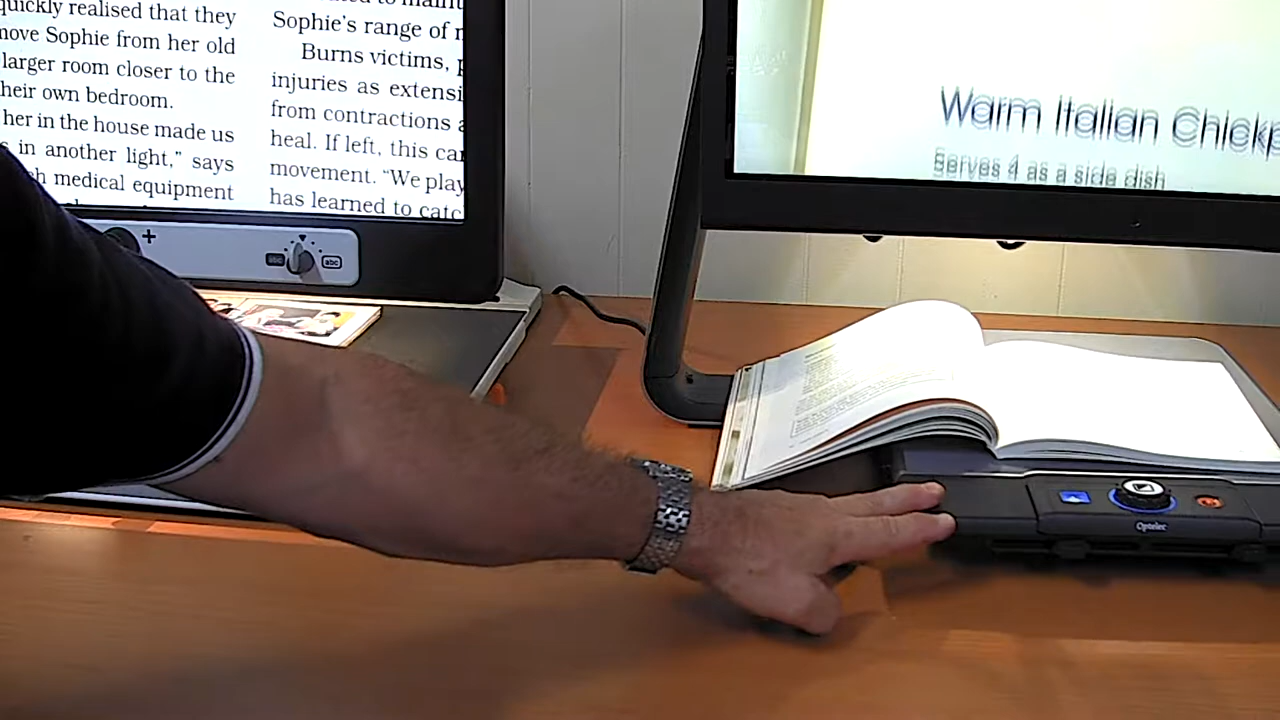 quickly realised that they
move Sophie from her old
larger room closer to the
their own bedroom.
her in the house made us
in another light,” says
medical equipment
Sophie’s range of
Burns victims,
injuries as extensi
from contractions
heal. If left, this can
movement. “We play
has learned to catc
+
abc
abc
Warm Italian Chickp
Serves 4 as a side dish
Optelec